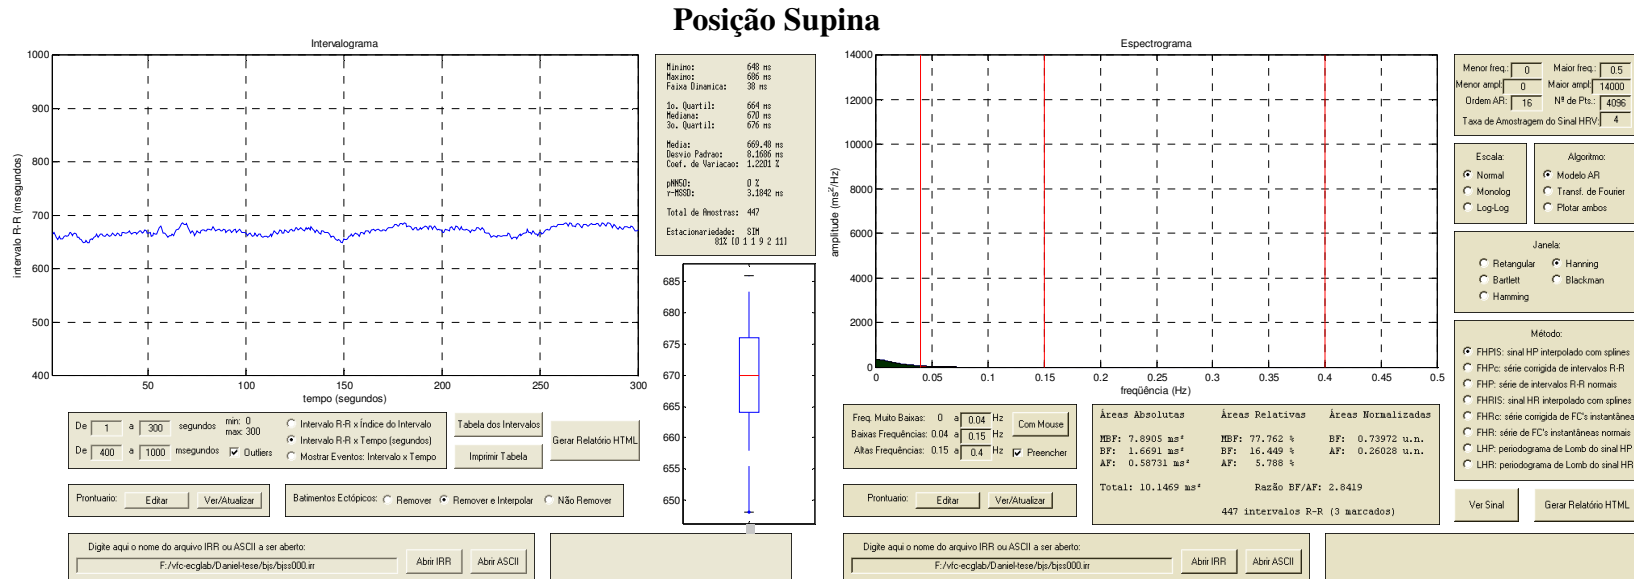 Posição Supina
Intervalograma
1000
900
800
700
600
500
400
intervalo R-R (msegundos)
50
100
150
200
250
300
tempo (segundos)
Minimo: 648 ms
Maximo: 686 ms
Faixa Dinamica: 38 ms
1o. Quartil: 664 ms
Mediana: 670 ms
3o. Quartil: 676 ms
Media: 669.48 ms
Desvio Padrao: 8.1686 ms
Coef. de Variacao: 1.2201 %
pNN50: 0 %
r-MSSD: 3.1842 ms
Total de Amostras: 447
Estacionariedade: SIM
81% [0 1 1 9 2 11]
685
680
675
670
665
660
655
650
De 1 a 300 segundos min: 0 max: 300
De 400 a 1000 msegundos Outliers
Intervalo R-R x Índice do Intervalo
Intervalo R-R x Tempo (segundos)
Mostrar Eventos: Intervalo x Tempo
Tabela dos Intervalos
Imprimir Tabela
Gerar Relatório HTML
Prontuario: Editar Ver/Atualizar
Batimentos Ectópicos: Remover Remover e Interpolar Não Remover
Digite aqui o nome do arquivo IRR ou ASCII a ser aberto:
F:/vfc-ecglab/Daniel-tese/bjs/bjss000.irr Abrir IRR Abrir ASCII
Espectrograma
14000
12000
10000
8000
6000
4000
2000
0
amplitude (ms²/Hz)
0
0.05
0.1
0.15
0.2
0.25
0.3
0.35
0.4
0.45
0.5
freqüência (Hz)
Menor freq.: 0 Maior freq.: 0.5
Menor ampl: 0 Maior ampl: 14000
Ordem AR: 16 Nª de Pts.: 4096
Taxa de Amostragem do Sinal HRV: 4
Escala:
Normal
Monolog
Log-Log
Algoritmo:
Modelo AR
Transf. de Fourier
Plotar ambos
Janela:
Retangular Hanning
Bartlett Blackman
Hamming
Método:
FHPIS: sinal HP interpolado com splines
FHPc: série corrigida de intervalos R-R
FHP: série de intervalos R-R normais
FHRIS: sinal HR interpolado com splines
FHRc: série corrigida de FC's instantânea
FHR: série de FC's instantâneas normais
LHP: periodograma de Lomb do sinal HP
LHR: periodograma de Lomb do sinal HR
Ver Sinal
Gerar Relatório HTML
Freq. Muito Baixas: 0 a 0.04 Hz
Baixas Frequências: 0.04 a 0.15 Hz
Altas Frequências: 0.15 a 0.4 Hz
Com Mouse
Preencher
Prontuario: Editar Ver/Atualizar
Áreas Absolutas Áreas Relativas Áreas Normalizadas
MBF: 7.8905 ms² MBF: 77.762 % BF: 0.73972 u.n.
BF: 1.6691 ms² BF: 16.449 % AF: 0.26028 u.n.
AF: 0.58731 ms² AF: 5.788 %
Total: 10.1469 ms² Razão BF/AF: 2.8419
447 intervalos R-R (3 marcados)
Digite aqui o nome do arquivo IRR ou ASCII a ser aberto:
F:/vfc-ecglab/Daniel-tese/bjs/bjss000.irr Abrir IRR Abrir ASCII